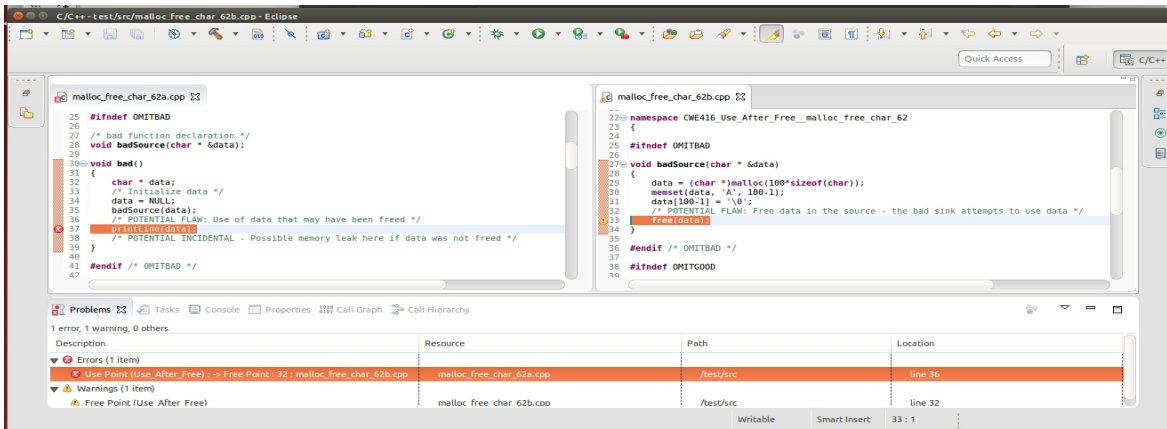 C/C++ - test/src/malloc_free_char_62b.cpp - Eclipse
Quick Access
C/C++
malloc_free_char_62a.cpp
25 #ifndef OMITBAD
26
27 /* bad function declaration */
28 void badSource(char * &data);
29
30 void bad()
31 {
32 char * data;
33 /* Initialize data */
34 data = NULL;
35 badSource(data);
36 /* POTENTIAL FLAW: Use of data that may have been freed */
37 printLine(data);
38 /* POTENTIAL INCIDENTAL - Possible memory leak here if data was not freed */
39 }
40
41 #endif /* OMITBAD */
42
malloc_free_char_62b.cpp
22 namespace CWE416_Use_After_Free__malloc_free_char_62
23 {
24
25 #ifndef OMITBAD
26
27 void badSource(char * &data)
28 {
29 data = (char *)malloc(100*sizeof(char));
30 memset(data, 'A', 100-1);
31 data[100-1] = '\0';
32 /* POTENTIAL FLAW: Free data in the source - the bad sink attempts to use data */
33 free(data);
34 }
35
36 #endif /* OMITBAD */
37
38 #ifndef OMITGOOD
39
Problems Tasks Console Properties Call Graph Call Hierarchy
1 error, 1 warning, 0 others
Description Resource Path Location
Errors (1 item)
Use Point (Use_After_Free) : -> Free Point : 32 : malloc_free_char_62b.cpp malloc_free_char_62a.cpp /test/src line 36
Warnings (1 item)
Free Point (Use_After_Free) malloc_free_char_62b.cpp /test/src line 32
Writable Smart Insert 33 : 1